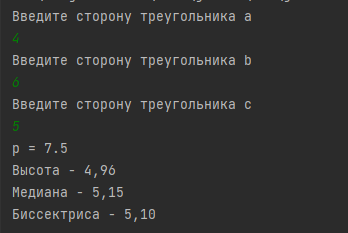 Введите сторону треугольника a
4
Введите сторону треугольника b
6
Введите сторону треугольника c
5
p = 7.5
Высота - 4,96
Медиана - 5,15
Биссектриса - 5,10